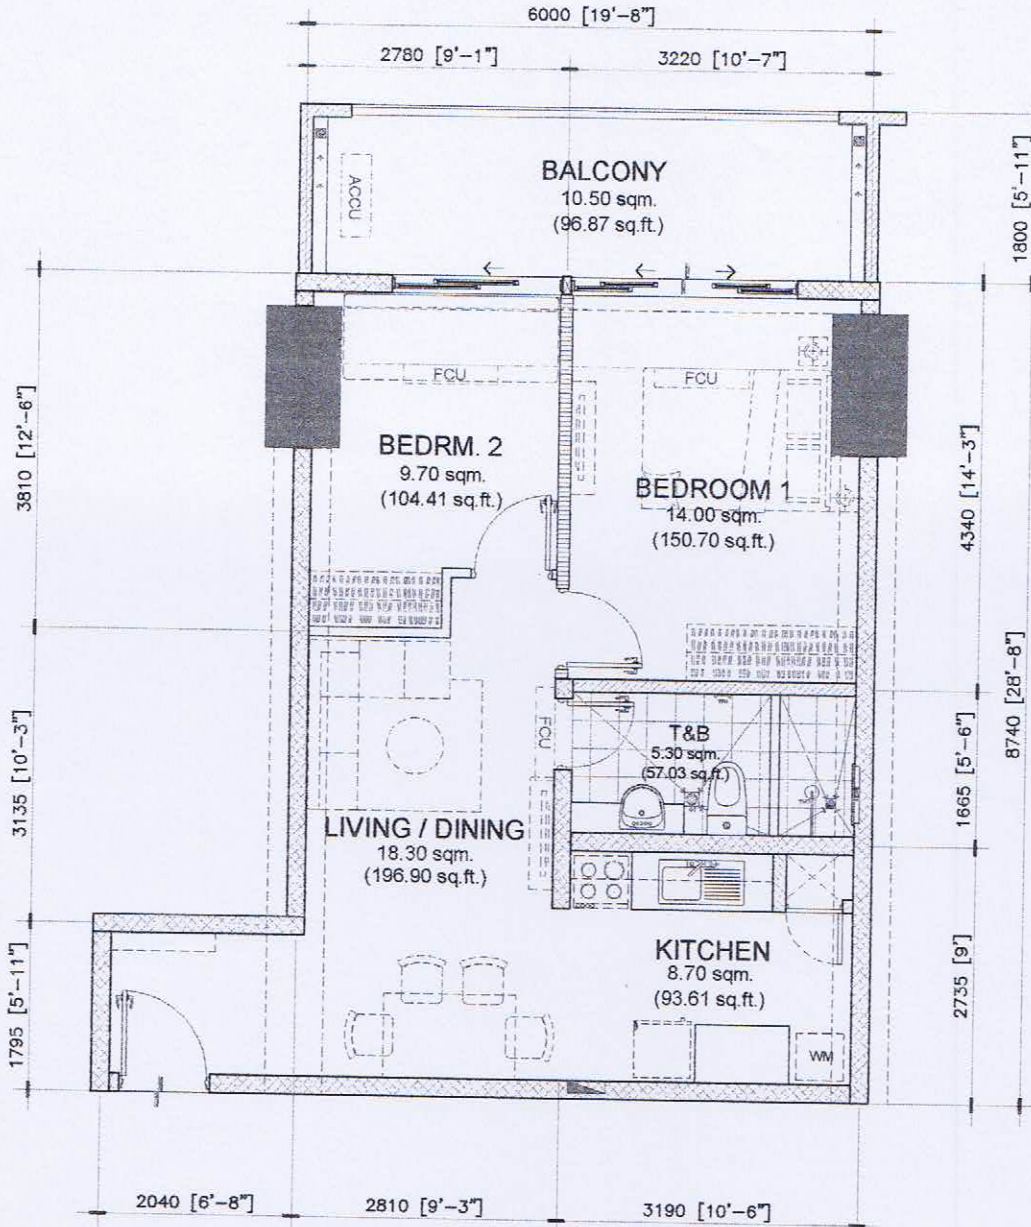 6000 [19'-8"]
2780 [9'-1"]
3220 [10'-7"]
BALCONY
10.50 sqm.
(96.87 sq.ft.)
ACCU
1800 [5'-11"]
FCU
FCU
BEDRM. 2
9.70 sqm.
(104.41 sq.ft.)
BEDROOM 1
14.00 sqm.
(150.70 sq.ft.)
3810 [12'-6"]
4340 [14'-3"]
8740 [28'-8"]
FCU
T&B
5.30 sqm.
(57.03 sq.ft.)
3135 [10'-3"]
1665 [5'-6"]
LIVING / DINING
18.30 sqm.
(196.90 sq.ft.)
KITCHEN
8.70 sqm.
(93.61 sq.ft.)
1795 [5'-11"]
2735 [9']
WM
2040 [6'-8"]
2810 [9'-3"]
3190 [10'-6"]